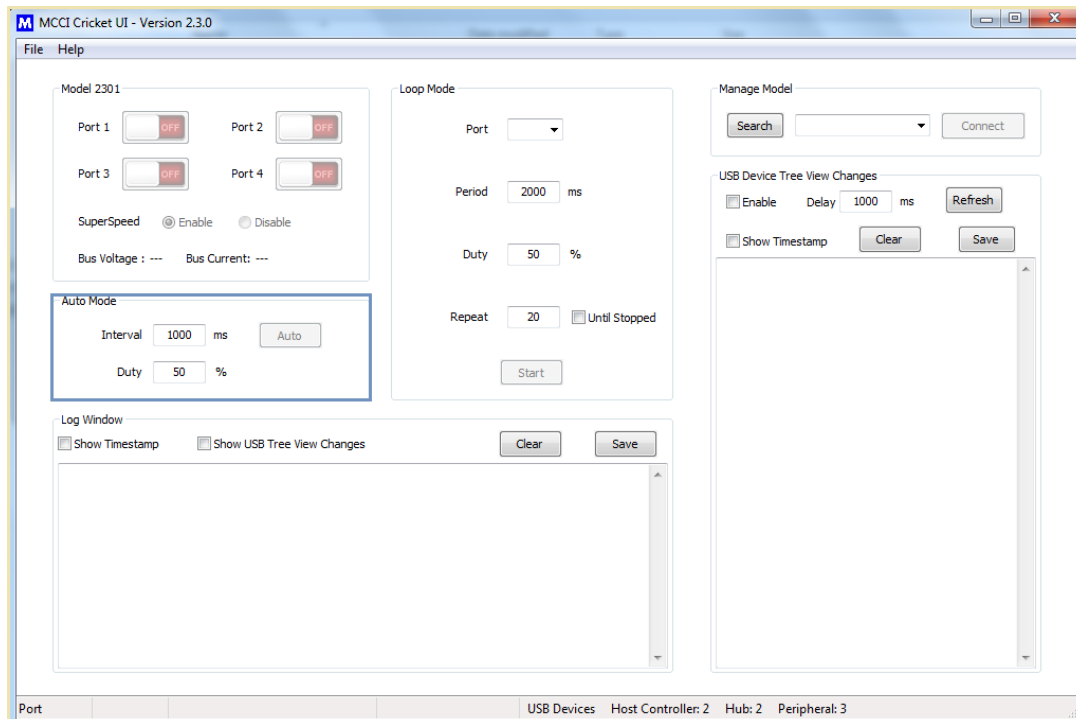 M MCCI Cricket UI - Version 2.3.0
File Help
Model 2301
Port 1 OFF Port 2 OFF
Port 3 OFF Port 4 OFF
SuperSpeed Enable Disable
Bus Voltage : --- Bus Current: ---
Auto Mode
Interval 1000 ms Auto
Duty 50 %
Loop Mode
Port
Period 2000 ms
Duty 50 %
Repeat 20 Until Stopped
Start
Manage Model
Search Connect
USB Device Tree View Changes
Enable Delay 1000 ms Refresh
Show Timestamp Clear Save
Log Window
Show Timestamp Show USB Tree View Changes Clear Save
Port USB Devices Host Controller: 2 Hub: 2 Peripheral: 3